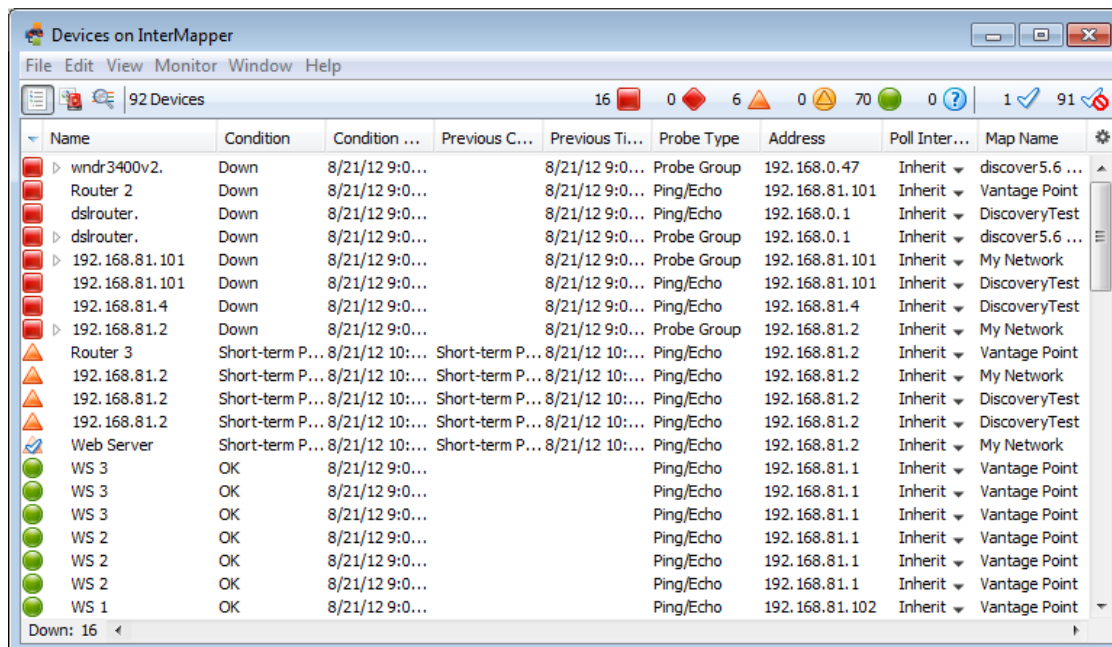 Devices on InterMapper
File Edit View Monitor Window Help
92 Devices 16 0 6 0 70 0 ? 1 91
Name Condition Condition ... Previous C... Previous Ti... Probe Type Address Poll Inter... Map Name
wndr3400v2. Down 8/21/12 9:0... 8/21/12 9:0... Probe Group 192.168.0.47 Inherit discover5.6 ...
Router 2 Down 8/21/12 9:0... 8/21/12 9:0... Ping/Echo 192.168.81.101 Inherit Vantage Point
dslrouter. Down 8/21/12 9:0... 8/21/12 9:0... Ping/Echo 192.168.0.1 Inherit DiscoveryTest
dslrouter. Down 8/21/12 9:0... 8/21/12 9:0... Probe Group 192.168.0.1 Inherit discover5.6 ...
192.168.81.101 Down 8/21/12 9:0... 8/21/12 9:0... Probe Group 192.168.81.101 Inherit My Network
192.168.81.101 Down 8/21/12 9:0... 8/21/12 9:0... Ping/Echo 192.168.81.101 Inherit DiscoveryTest
192.168.81.4 Down 8/21/12 9:0... 8/21/12 9:0... Ping/Echo 192.168.81.4 Inherit DiscoveryTest
192.168.81.2 Down 8/21/12 9:0... 8/21/12 9:0... Probe Group 192.168.81.2 Inherit My Network
Router 3 Short-term P... 8/21/12 10:... Short-term P... 8/21/12 10:... Ping/Echo 192.168.81.2 Inherit Vantage Point
192.168.81.2 Short-term P... 8/21/12 10:... Short-term P... 8/21/12 10:... Ping/Echo 192.168.81.2 Inherit My Network
192.168.81.2 Short-term P... 8/21/12 10:... Short-term P... 8/21/12 10:... Ping/Echo 192.168.81.2 Inherit DiscoveryTest
192.168.81.2 Short-term P... 8/21/12 10:... Short-term P... 8/21/12 10:... Ping/Echo 192.168.81.2 Inherit DiscoveryTest
Web Server Short-term P... 8/21/12 10:... Short-term P... 8/21/12 10:... Ping/Echo 192.168.81.2 Inherit My Network
WS 3 OK 8/21/12 9:0... Ping/Echo 192.168.81.1 Inherit Vantage Point
WS 3 OK 8/21/12 9:0... Ping/Echo 192.168.81.1 Inherit Vantage Point
WS 3 OK 8/21/12 9:0... Ping/Echo 192.168.81.1 Inherit Vantage Point
WS 2 OK 8/21/12 9:0... Ping/Echo 192.168.81.1 Inherit Vantage Point
WS 2 OK 8/21/12 9:0... Ping/Echo 192.168.81.1 Inherit Vantage Point
WS 2 OK 8/21/12 9:0... Ping/Echo 192.168.81.1 Inherit Vantage Point
WS 1 OK 8/21/12 9:0... Ping/Echo 192.168.81.102 Inherit Vantage Point
Down: 16